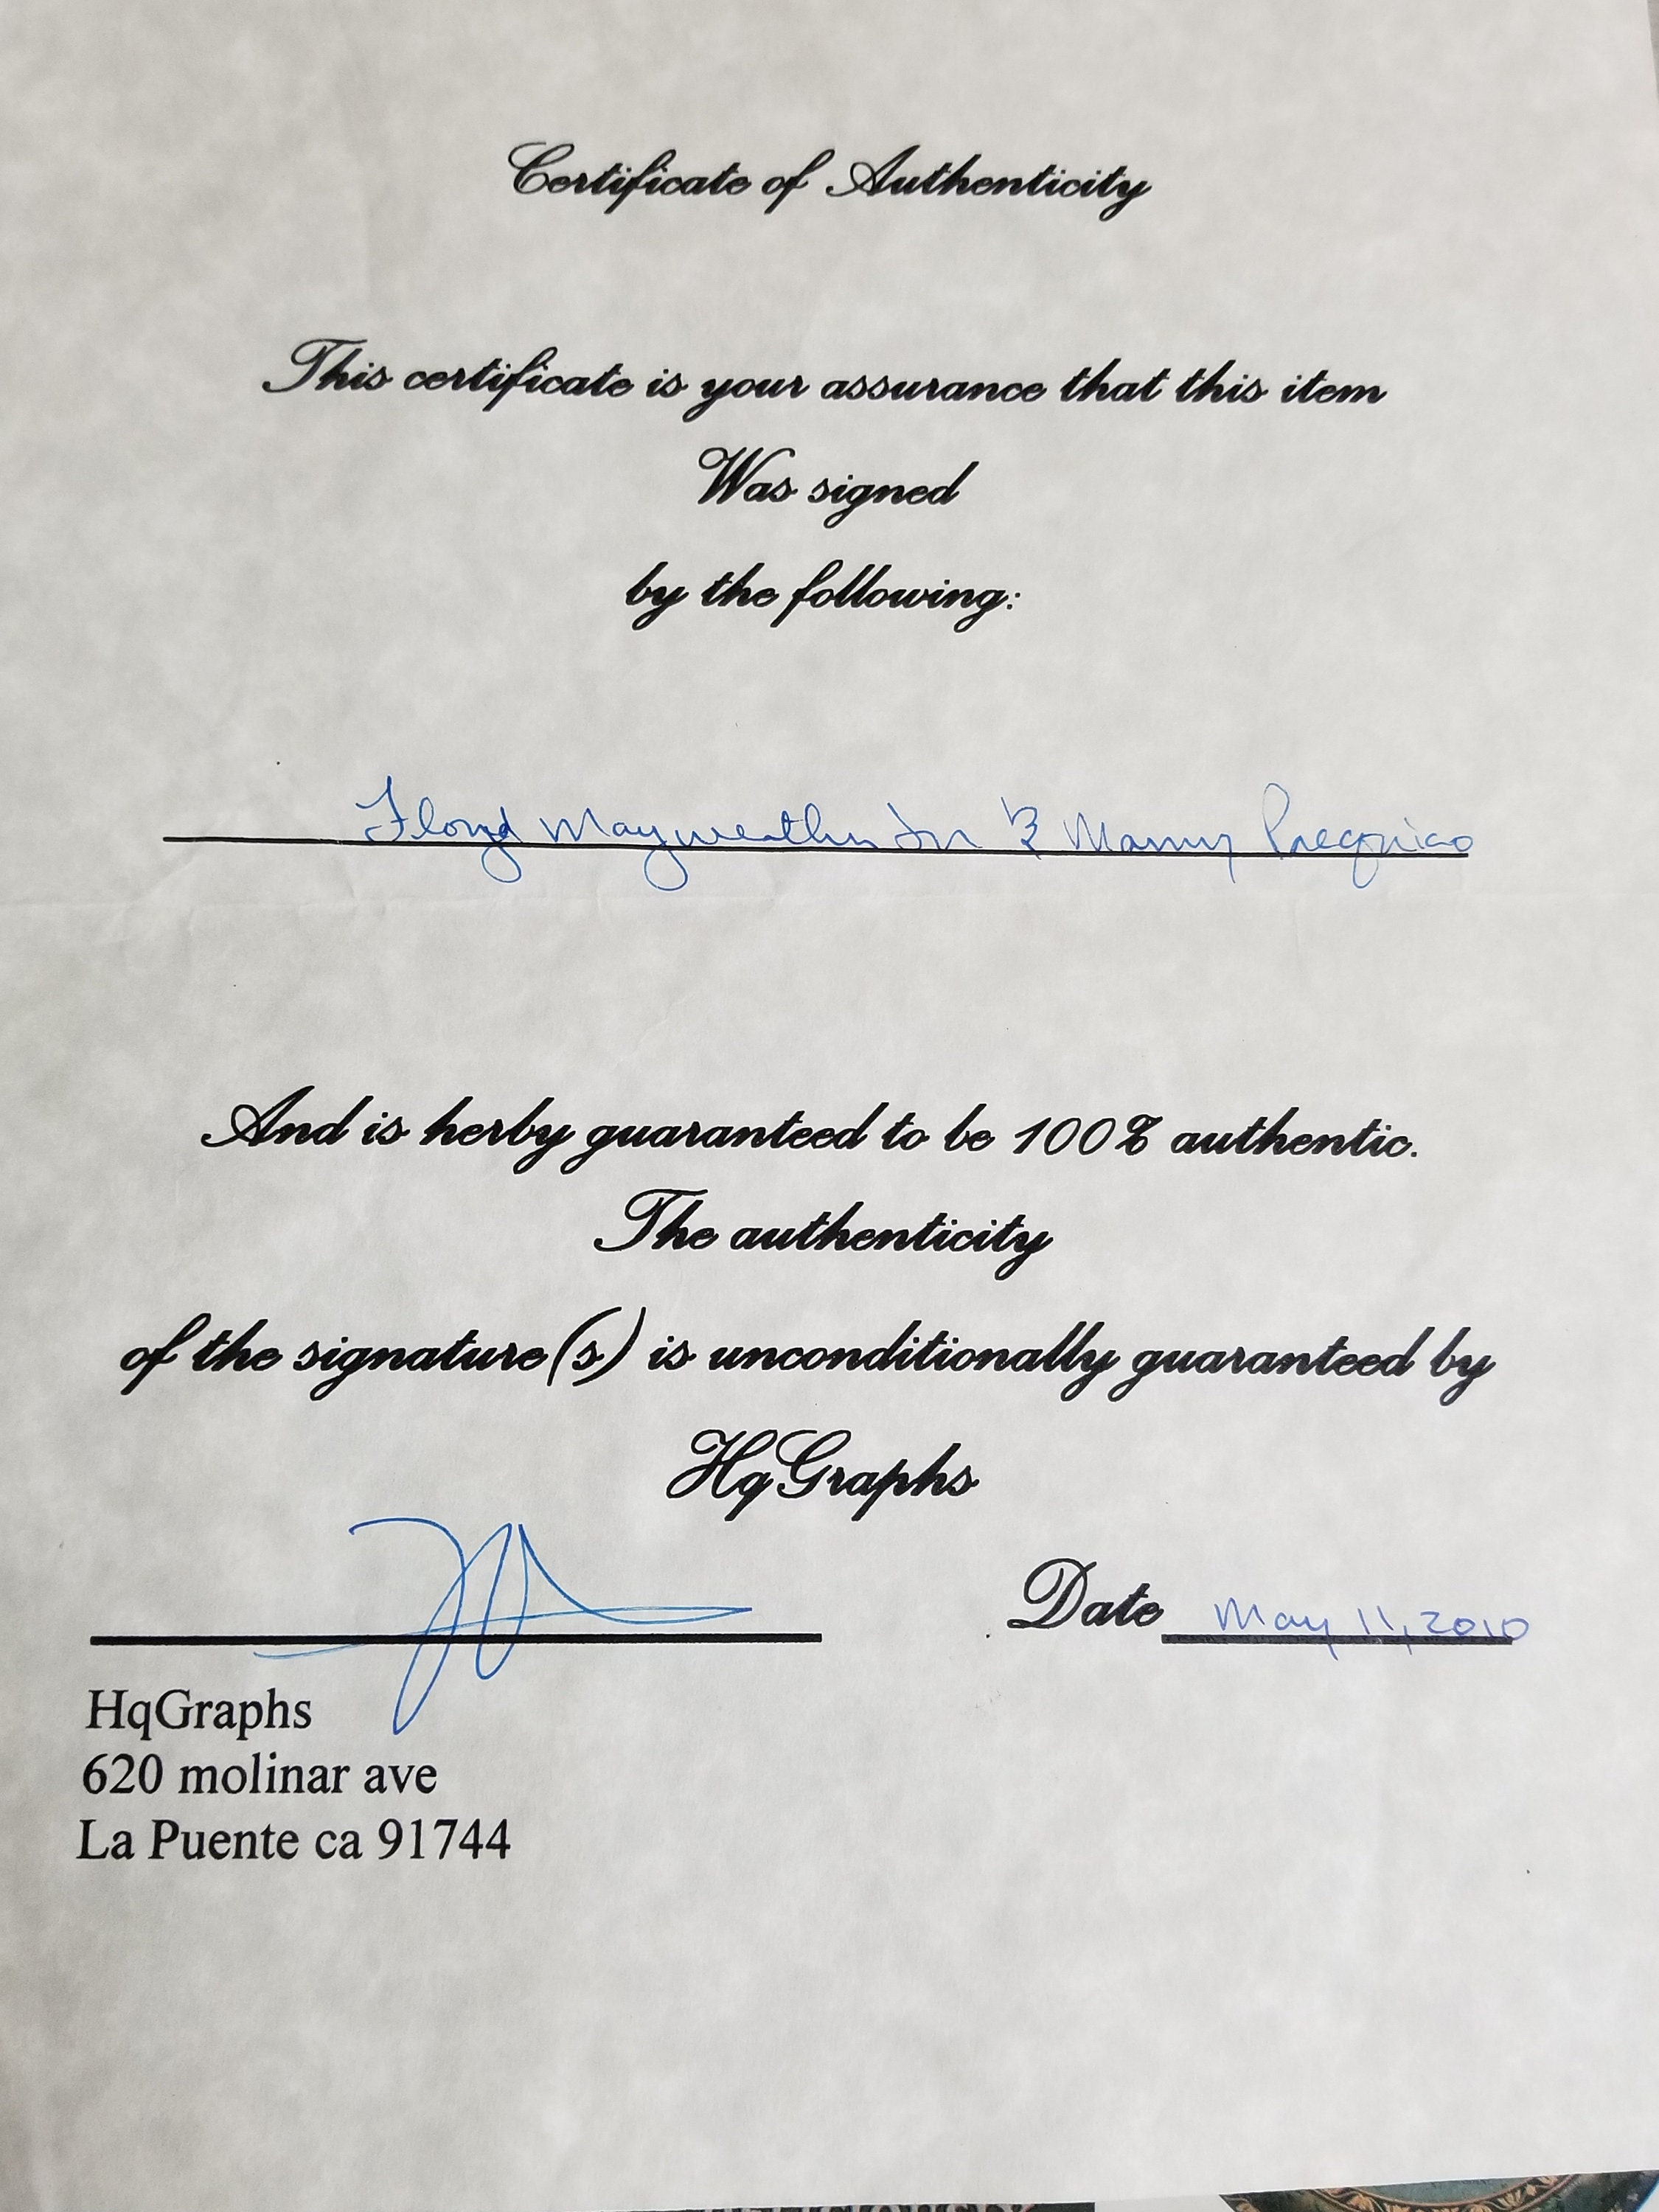 Certificate of Authenticity
This certificate is your assurance that this item
Was signed
by the following:
Floyd Mayweather Jr & Manny Pacquiao
And is herby guaranteed to be 100% authentic.
The authenticity
of the signature(s) is unconditionally guaranteed by
HqGraphs
Date May 11, 2010
HqGraphs
620 molinar ave
La Puente ca 91744